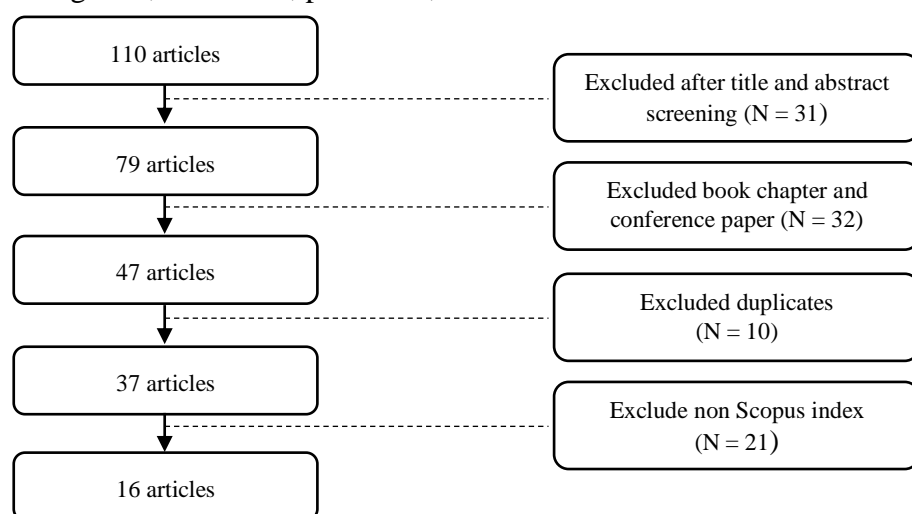 110 articles
Excluded after title and abstract
screening (N = 31)
79 articles
Excluded book chapter and
conference paper (N = 32)
47 articles
Excluded duplicates
(N = 10)
37 articles
Exclude non Scopus index
(N = 21)
16 articles